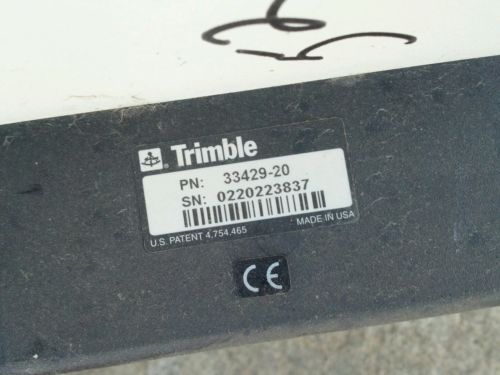 Trimble
PN: 33429-20
SN: 0220223837
U.S. PATENT 4,754,465 MADE IN USA
CE